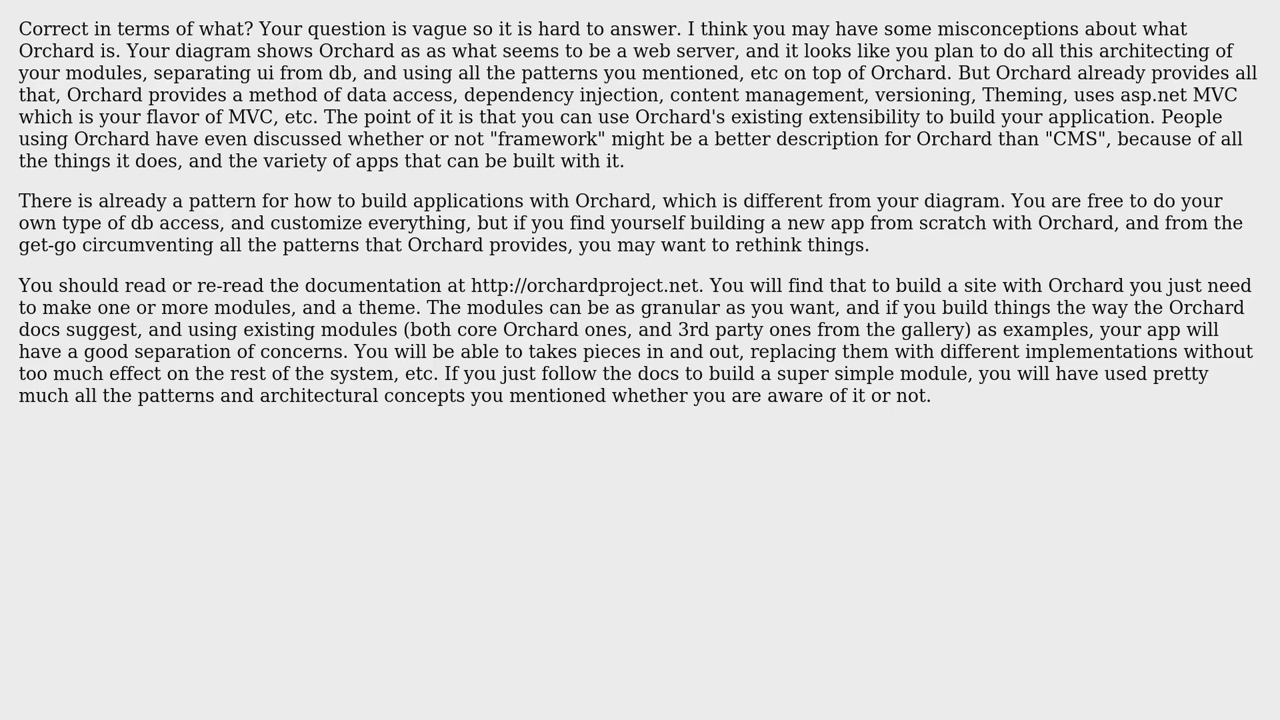 Correct in terms of what? Your question is vague so it is hard to answer. I think you may have some misconceptions about what
Orchard is. Your diagram shows Orchard as as what seems to be a web server, and it looks like you plan to do all this architecting of
your modules, separating ui from db, and using all the patterns you mentioned, etc on top of Orchard. But Orchard already provides all
that, Orchard provides a method of data access, dependency injection, content management, versioning, Theming, uses asp.net MVC
which is your flavor of MVC, etc. The point of it is that you can use Orchard's existing extensibility to build your application. People
using Orchard have even discussed whether or not "framework" might be a better description for Orchard than "CMS", because of all
the things it does, and the variety of apps that can be built with it.
There is already a pattern for how to build applications with Orchard, which is different from your diagram. You are free to do your
own type of db access, and customize everything, but if you find yourself building a new app from scratch with Orchard, and from the
get-go circumventing all the patterns that Orchard provides, you may want to rethink things.
You should read or re-read the documentation at http://orchardproject.net. You will find that to build a site with Orchard you just need
to make one or more modules, and a theme. The modules can be as granular as you want, and if you build things the way the Orchard
docs suggest, and using existing modules (both core Orchard ones, and 3rd party ones from the gallery) as examples, your app will
have a good separation of concerns. You will be able to takes pieces in and out, replacing them with different implementations without
too much effect on the rest of the system, etc. If you just follow the docs to build a super simple module, you will have used pretty
much all the patterns and architectural concepts you mentioned whether you are aware of it or not.